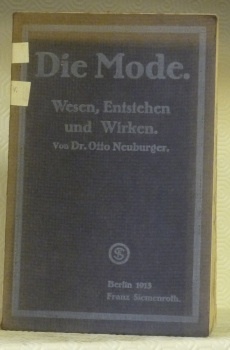 Die Mode.
Wesen, Entstehen
und Wirken.
Von Dr. Otto Neuburger.
Berlin 1913
Franz Siemenroth.